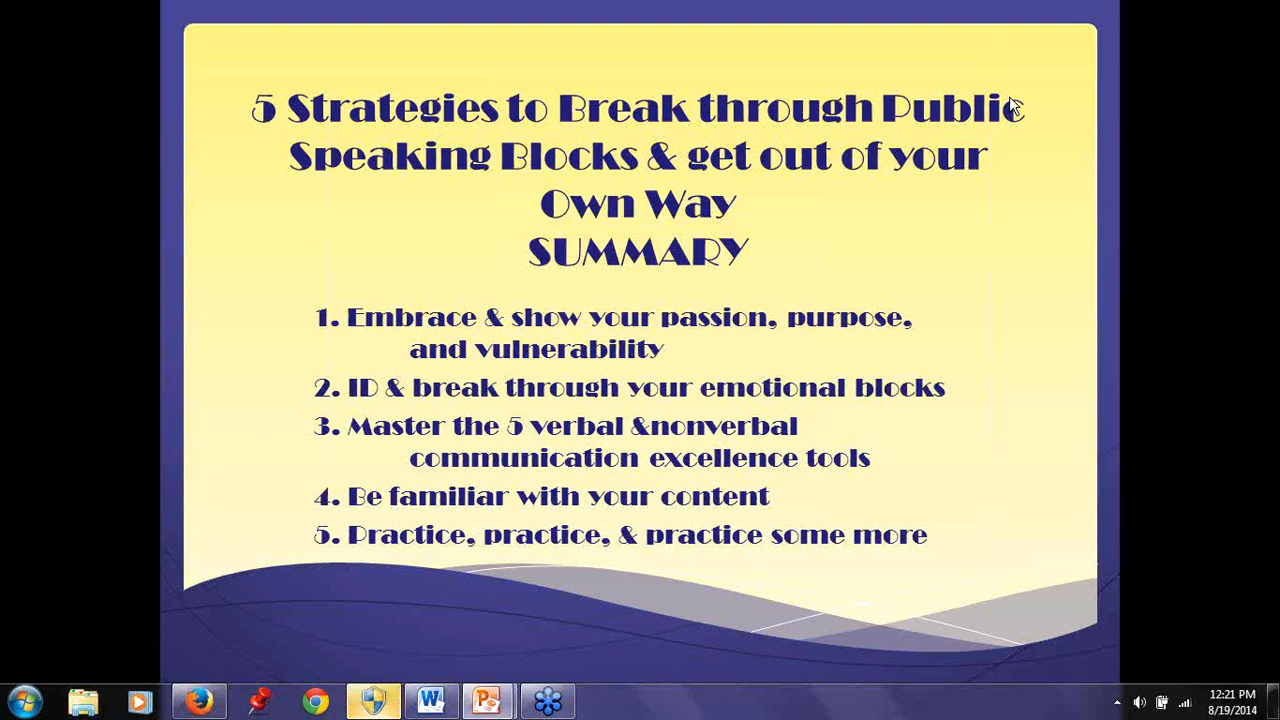 5 Strategies to Break through Public
Speaking Blocks & get out of your
Own Way
SUMMARY
1. Embrace & show your passion, purpose,
and vulnerability
2. ID & break through your emotional blocks
3. Master the 5 verbal &nonverbal
communication excellence tools
4. Be familiar with your content
5. Practice, practice, & practice some more
12:21 PM
8/19/2014